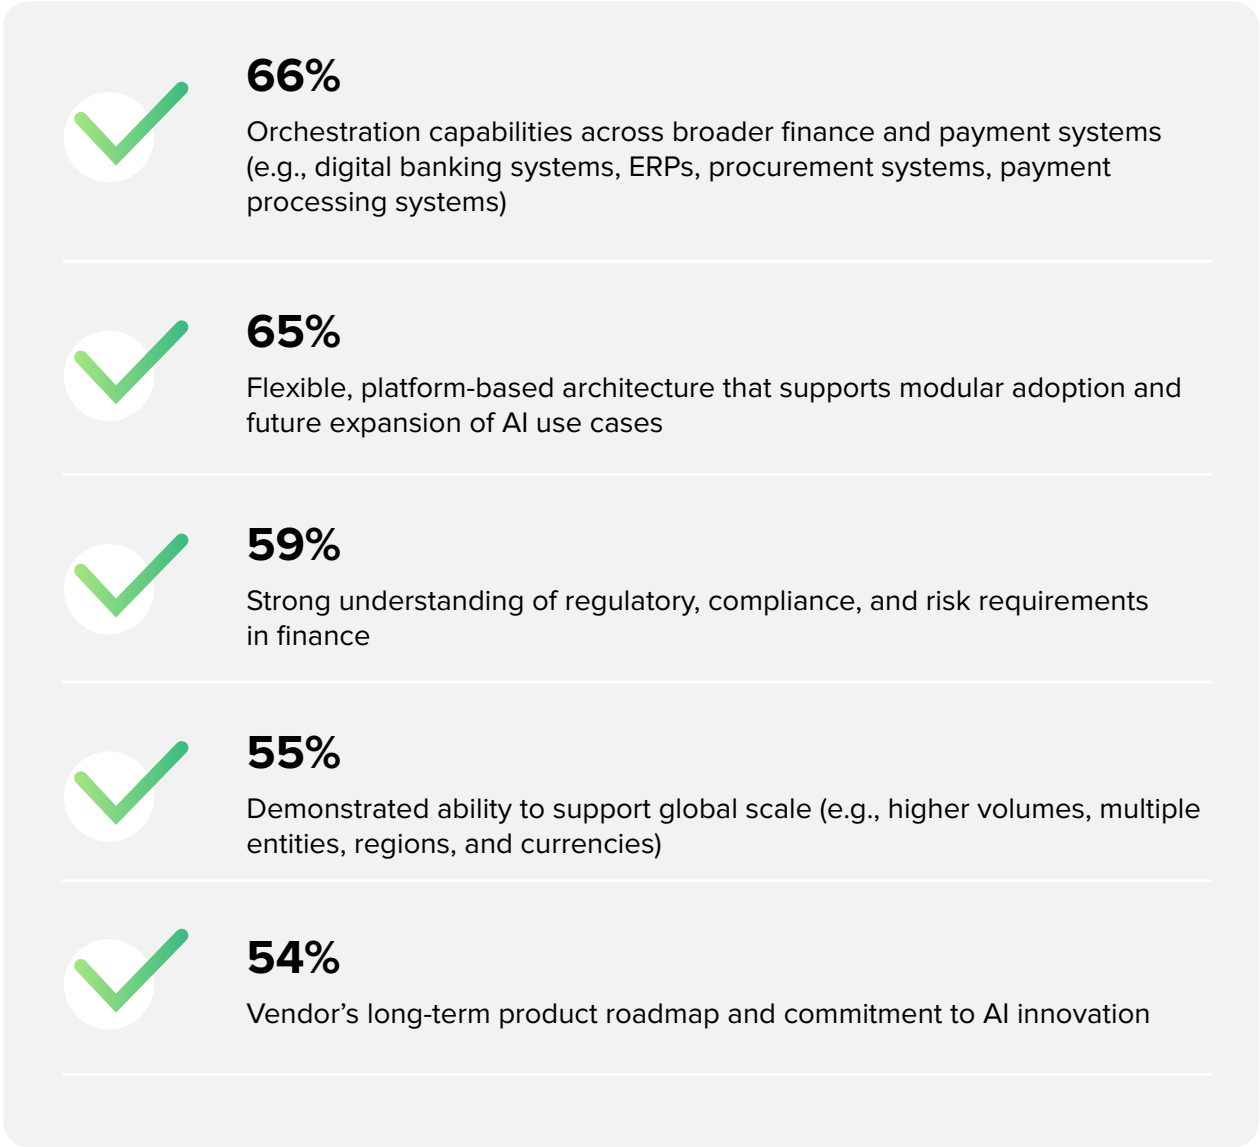 66%
Orchestration capabilities across broader finance and payment systems
(e.g., digital banking systems, ERPs, procurement systems, payment
processing systems)
65%
Flexible, platform-based architecture that supports modular adoption and
future expansion of AI use cases
59%
Strong understanding of regulatory, compliance, and risk requirements
in finance
55%
Demonstrated ability to support global scale (e.g., higher volumes, multiple
entities, regions, and currencies)
54%
Vendor’s long-term product roadmap and commitment to AI innovation